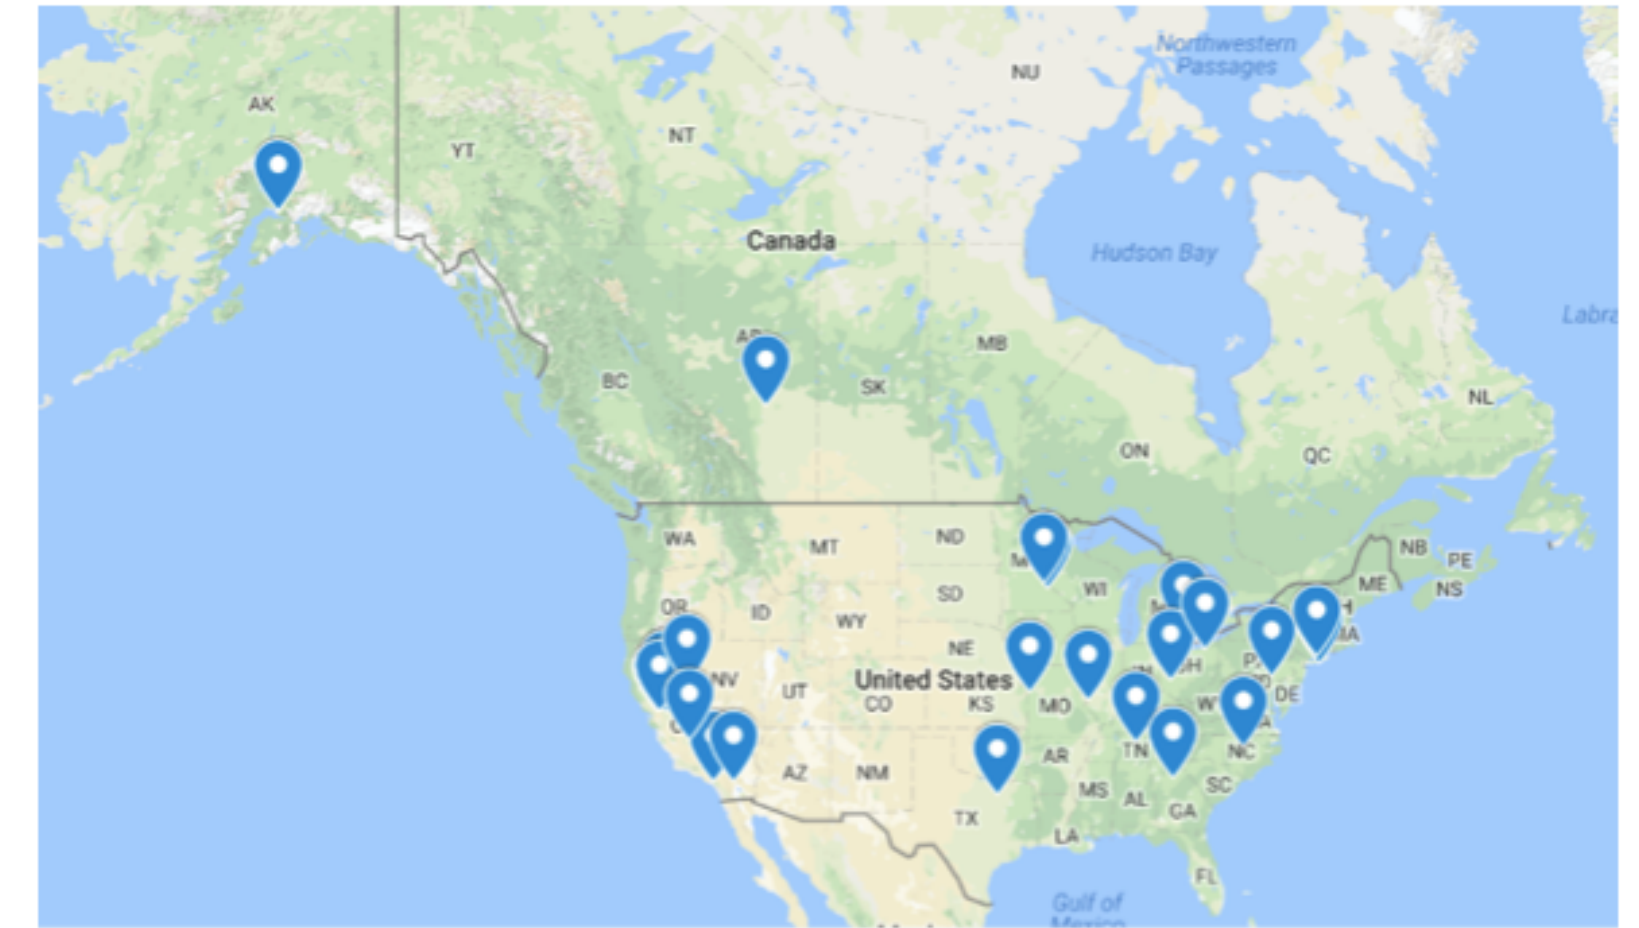 Northwestern
Passages
NU
AK
NT
YT
Canada
Hudson Bay
MB
BC
SK
NL
ON
QC
WA
ND
MT
NB
PE
ME
NS
WI
SD
OR
ID
WY
NE
NV
United States
UT
CO
KS
MO
DE
TN
NC
AR
AZ
NM
MS
SC
AL
GA
TX
LA
FL
Gulf of